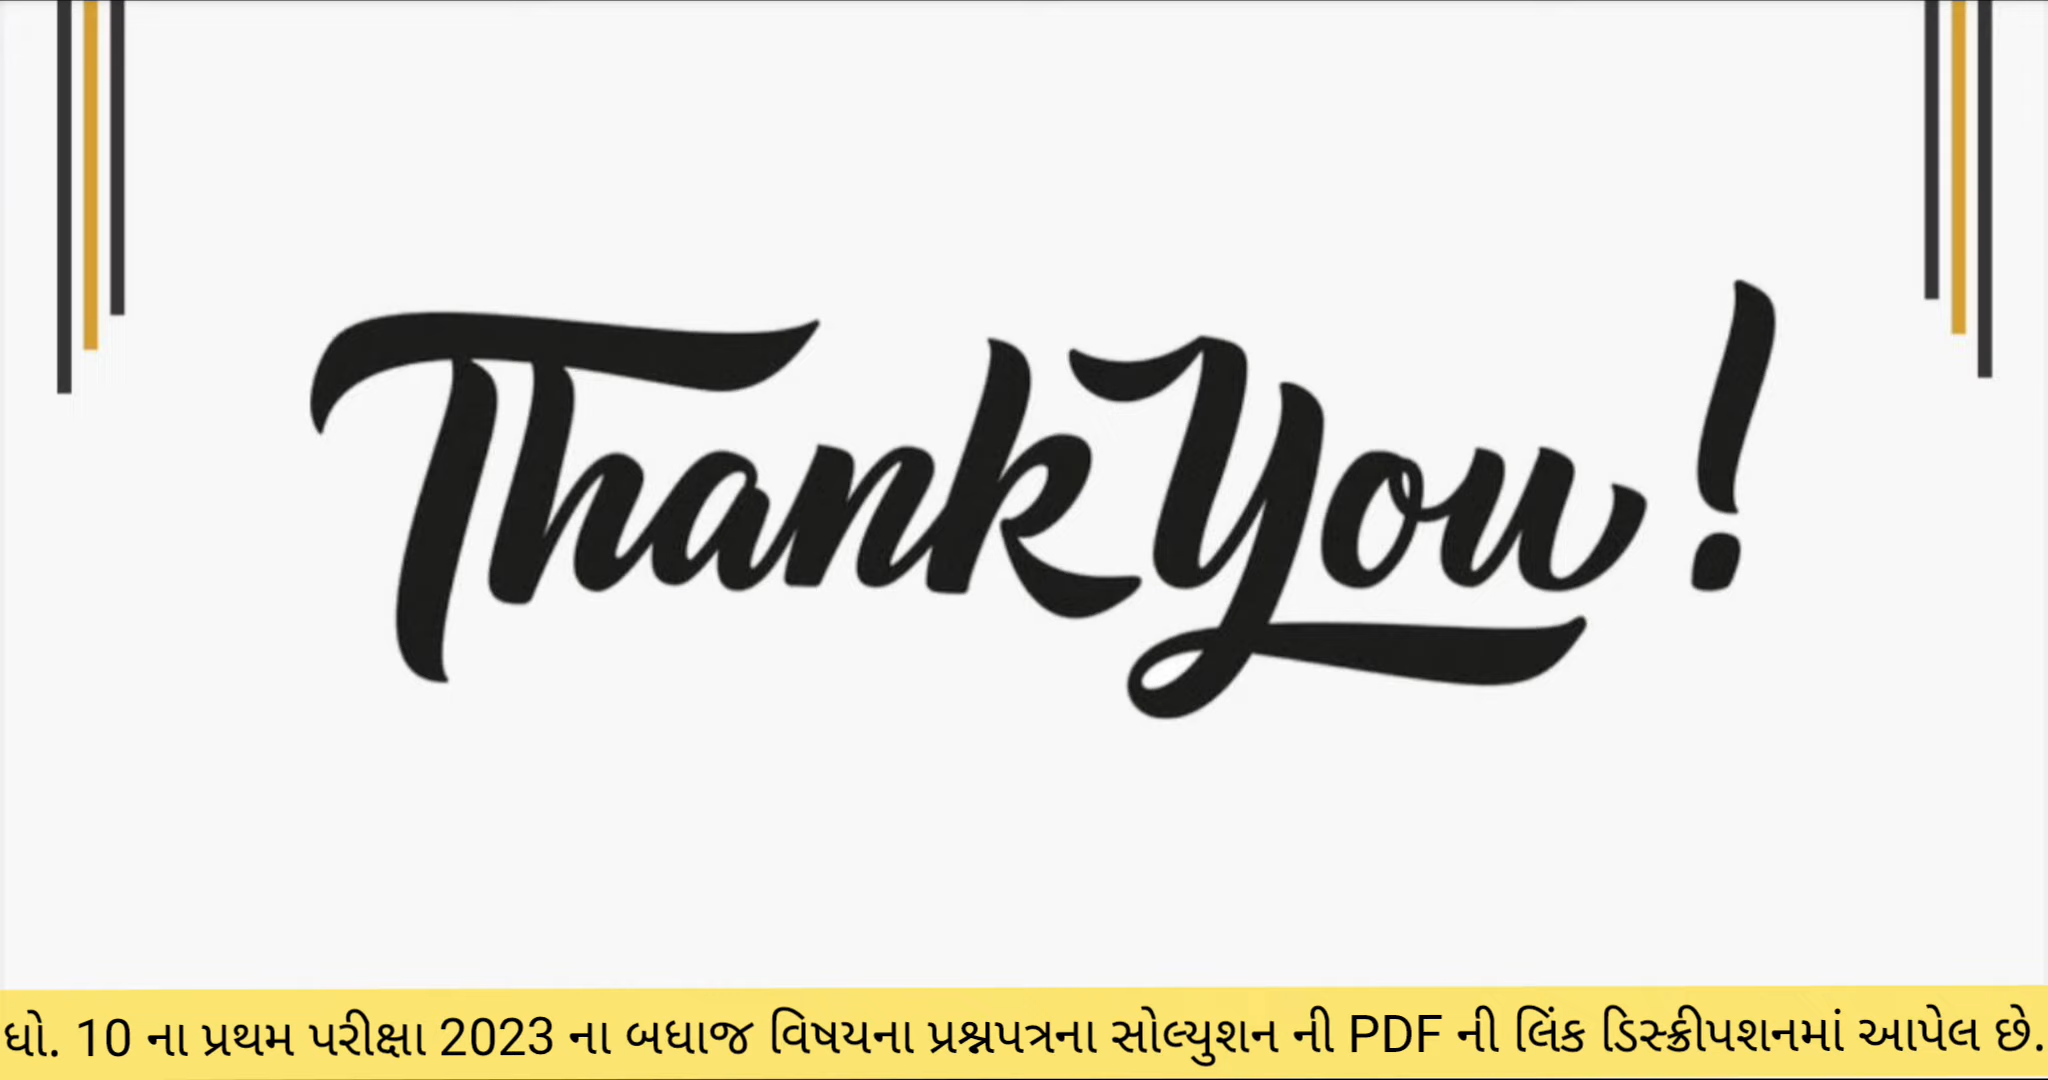 Thank You!
ધો. 10 ના પ્રથમ પરીક્ષા 2023 ના બધાજ વિષયના પ્રશ્નપત્રના સોલ્યુશન ની PDF ની લિંક ડિસ્ક્રીપશનમાં આપેલ છે.